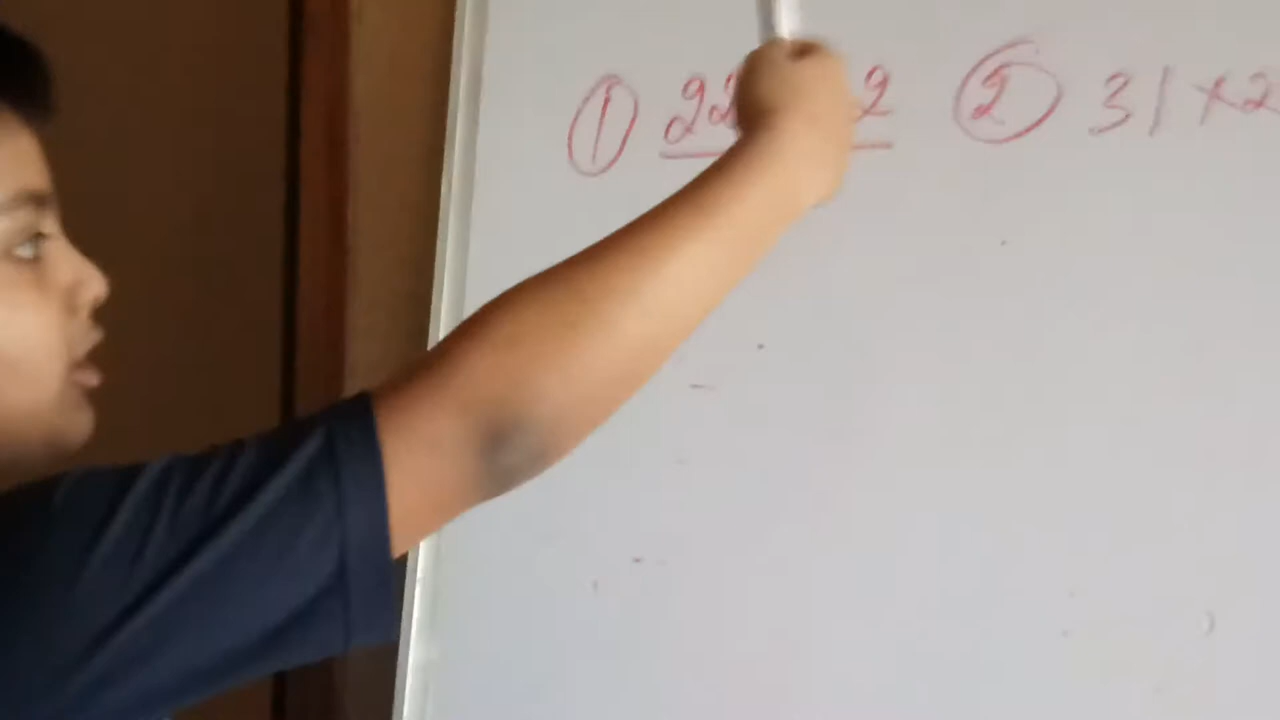 ① 22 2 ② 31 × 2